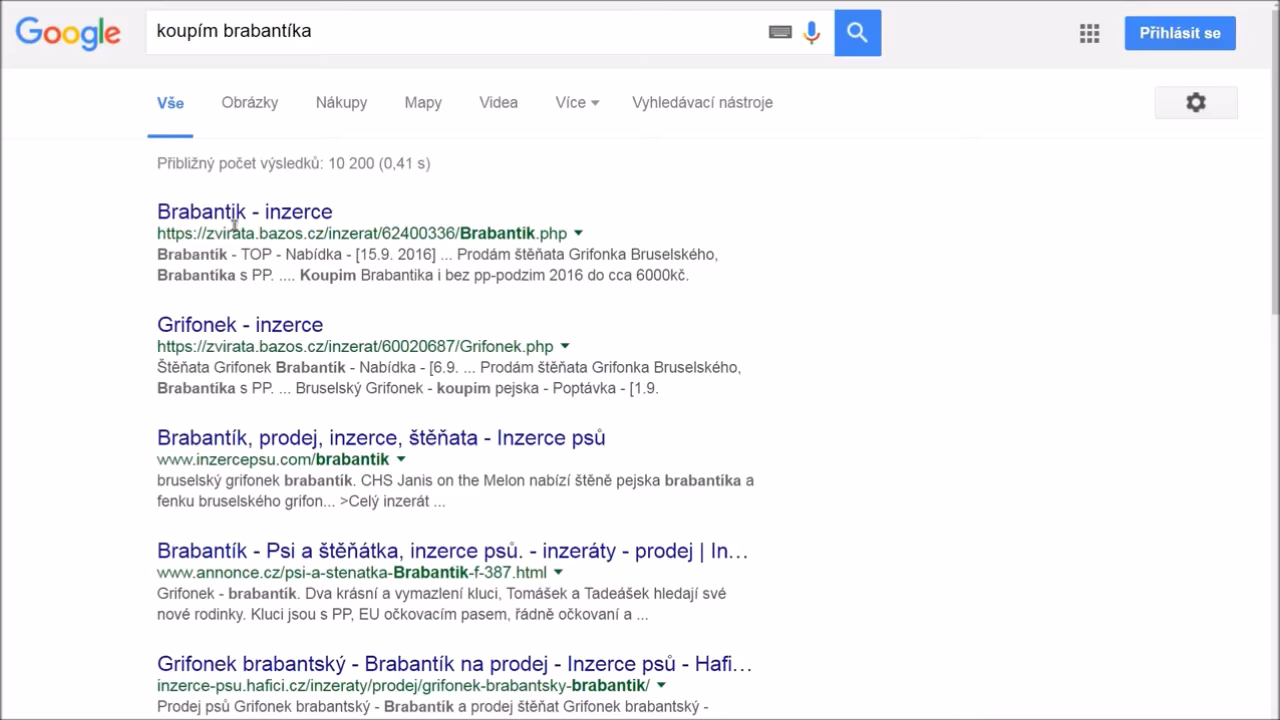 Google
koupím brabantíka
Přihlásit se
Vše Obrázky Nákupy Mapy Videa Více Vyhledávací nástroje
Přibližný počet výsledků: 10 200 (0,41 s)
Brabantik - inzerce
https://zvirata.bazos.cz/inzerat/62400336/Brabantik.php
Brabantík - TOP - Nabídka - [15.9. 2016] ... Prodám štěňata Grifonka Bruselského,
Brabantíka s PP. .... Koupim Brabantika i bez pp-podzim 2016 do cca 6000kč.
Grifonek - inzerce
https://zvirata.bazos.cz/inzerat/60020687/Grifonek.php
Štěňata Grifonek Brabantík - Nabídka - [6.9. ... Prodám štěňata Grifonka Bruselského,
Brabantíka s PP. ... Bruselský Grifonek - koupim pejska - Poptávka - [1.9.
Brabantík, prodej, inzerce, štěňata - Inzerce psů
www.inzercepsu.com/brabantik
bruselský grifonek brabantík. CHS Janis on the Melon nabízí štěně pejska brabantíka a
fenku bruselského grifon... >Celý inzerát ...
Brabantík - Psi a štěňátka, inzerce psů. - inzeráty - prodej | In...
www.annonce.cz/psi-a-stenatka-Brabantik-f-387.html
Grifonek - brabantík. Dva krásní a vymazlení kluci, Tomášek a Tadeášek hledají své
nové rodinky. Kluci jsou s PP, EU očkovacím pasem, řádně očkovaní a ...
Grifonek brabantský - Brabantík na prodej - Inzerce psů - Hafi...
inzerce-psu.hafici.cz/inzeraty/prodej/grifonek-brabantsky-brabantik/
Prodej psů Grifonek brabantský - Brabantík a prodej štěňat Grifonek brabantský -